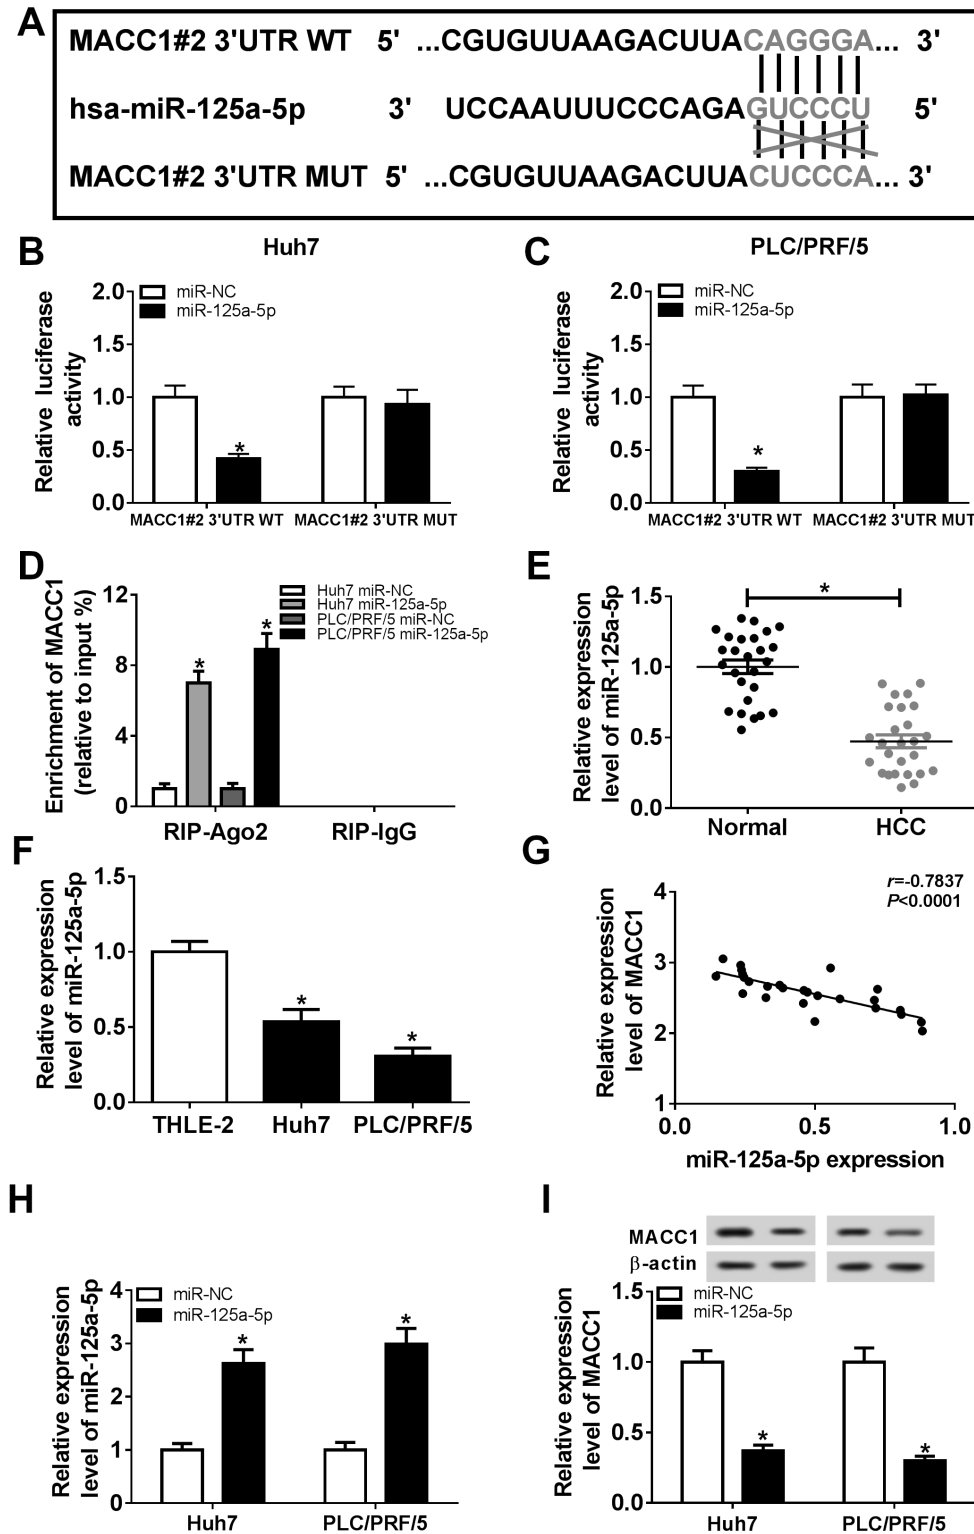 A
MACC1#2 3'UTR WT 5' ...CGUGUUAAGACUUACAGGGA... 3'
hsa-miR-125a-5p 3' UCCAAUUUCCCAGAGUCCCU 5'
MACC1#2 3'UTR MUT 5' ...CGUGUUAAGACUUACUCCCA... 3'
B
Huh7
miR-NC
miR-125a-5p
Relative luciferase
activity
2.0
1.5
1.0
0.5
0.0
*
MACC1#2 3'UTR WT MACC1#2 3'UTR MUT
C
PLC/PRF/5
miR-NC
miR-125a-5p
Relative luciferase
activity
2.0
1.5
1.0
0.5
0.0
*
MACC1#2 3'UTR WT MACC1#2 3'UTR MUT
D
Enrichment of MACC1
(relative to input %)
12
8
4
0
Huh7 miR-NC
Huh7 miR-125a-5p
PLC/PRF/5 miR-NC
PLC/PRF/5 miR-125a-5p
* *
RIP-Ago2 RIP-IgG
E
Relative expression
level of miR-125a-5p
1.5
1.0
0.5
0.0
*
Normal HCC
F
Relative expression
level of miR-125a-5p
1.5
1.0
0.5
0.0
* *
THLE-2 Huh7 PLC/PRF/5
G
Relative expression
level of MACC1
4
3
2
1
r=-0.7837
P<0.0001
0.0 0.5 1.0
miR-125a-5p expression
H
Relative expression
level of miR-125a-5p
4
3
2
1
0
miR-NC
miR-125a-5p
* *
Huh7 PLC/PRF/5
I
MACC1
β-actin
Relative expression
level of MACC1
1.5
1.0
0.5
0.0
miR-NC
miR-125a-5p
* *
Huh7 PLC/PRF/5